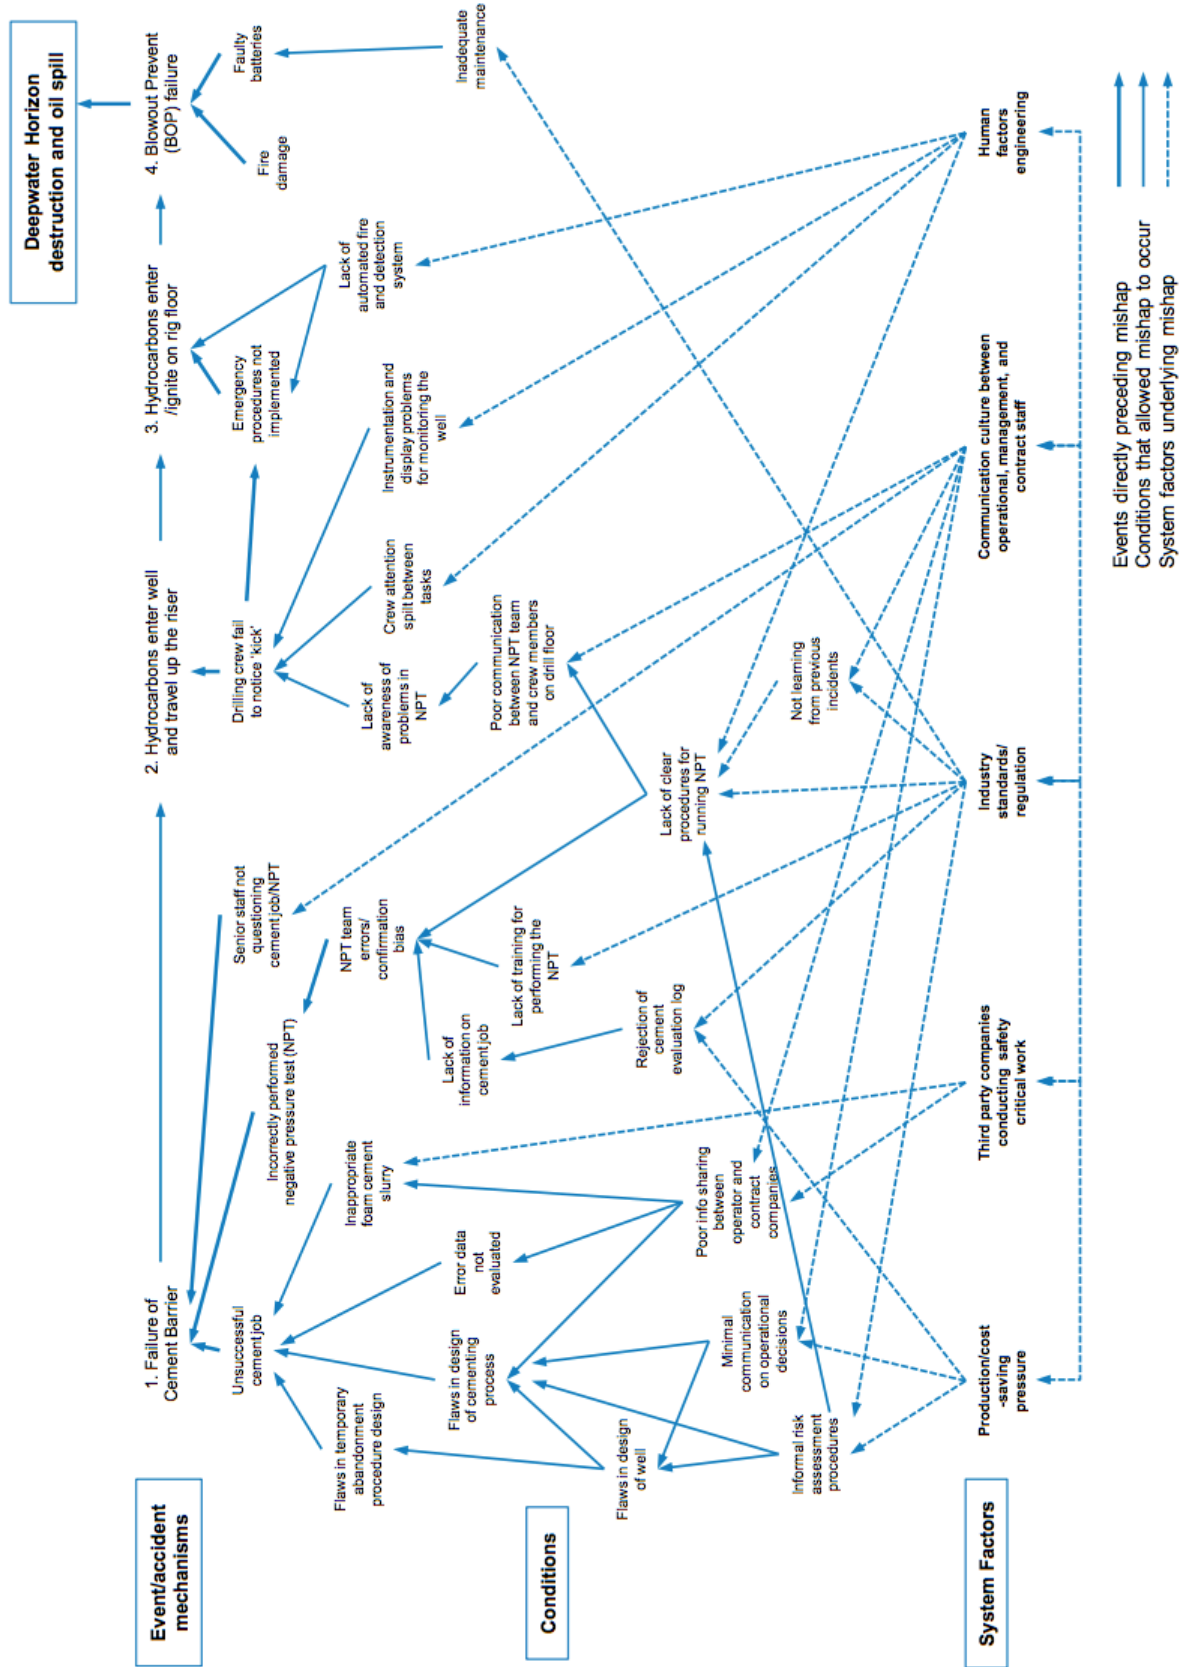 Deepwater Horizon
destruction and oil spill
Event/accident
mechanisms
1. Failure of
Cement Barrier
2. Hydrocarbons enter well
and travel up the riser
3. Hydrocarbons enter
/ignite on rig floor
4. Blowout Prevent
(BOP) failure
Unsuccessful
cement job
Incorrectly performed
negative pressure test (NPT)
Senior staff not
questioning
cement job/NPT
Drilling crew fail
to notice 'kick'
Emergency
procedures not
implemented
Fire
damage
Faulty
batteries
Flaws in temporary
abandonment
procedure design
Inappropriate
foam cement
slurry
NPT team
errors/
confirmation
bias
Lack of
awareness of
problems in
NPT
Crew attention
spilt between
tasks
Instrumentation and
display problems
for monitoring the
well
Lack of
automated fire
and detection
system
Flaws in design
of cementing
process
Error data
not
evaluated
Lack of
information on
cement job
Inadequate
maintenance
Conditions
Lack of training for
performing the
NPT
Poor communication
between NPT team
and crew members
on drill floor
Flaws in design
of well
Rejection of
cement
evaluation log
Lack of clear
procedures for
running NPT
Minimal
communication
on operational
decisions
Poor info sharing
between
operator and
contract
companies
Informal risk
assessment
procedures
Not learning
from previous
incidents
System Factors
Production/cost
-saving
pressure
Third party companies
conducting safety
critical work
Industry
standards/
regulation
Communication culture between
operational, management, and
contract staff
Human
factors
engineering
Events directly preceding mishap
Conditions that allowed mishap to occur
System factors underlying mishap